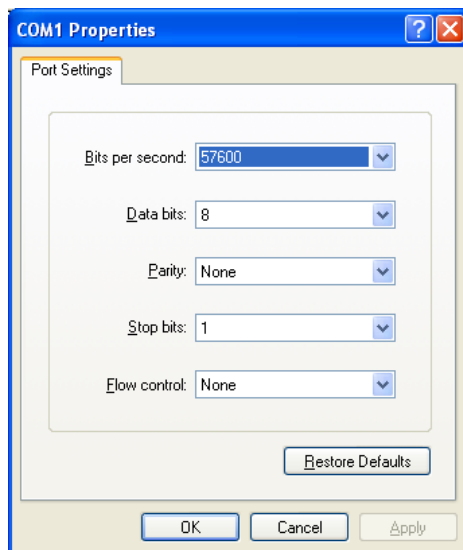 COM1 Properties
Port Settings
Bits per second: 57600
Data bits: 8
Parity: None
Stop bits: 1
Flow control: None
Restore Defaults
OK Cancel Apply